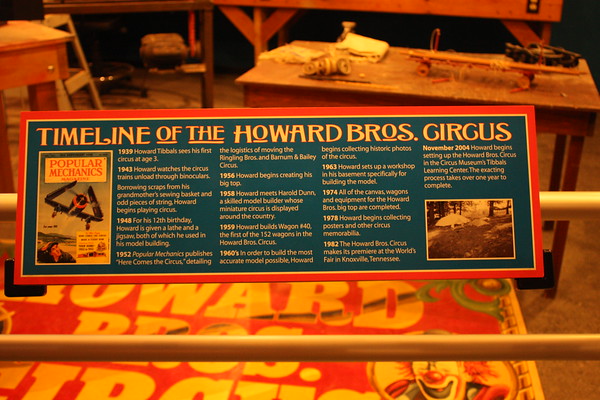 TIMELINE OF THE HOWARD BROS. CIRCUS
POPULAR
MECHANICS
1939 Howard Tibbals sees his first
circus at age 3.
1943 Howard watches the circus
trains unload through binoculars.
Borrowing scraps from his
grandmother's sewing basket and
odd pieces of string, Howard
begins playing circus.
1948 For his 12th birthday,
Howard is given a lathe and a
jigsaw, both of which he used in
his model building.
1952 Popular Mechanics publishes
"Here Comes the Circus," detailing
the logistics of moving the
Ringling Bros. and Barnum & Bailey
Circus.
1956 Howard begins creating his
big top.
1958 Howard meets Harold Dunn,
a skilled model builder whose
miniature circus is displayed
around the country.
1959 Howard builds Wagon #40,
the first of the 152 wagons in the
Howard Bros. Circus.
1960's In order to build the most
accurate model possible, Howard
begins collecting historic photos
of the circus.
1963 Howard sets up a workshop
in his basement specifically for
building the model.
1974 All of the canvas, wagons
and equipment for the Howard
Bros. big top are completed.
1978 Howard begins collecting
posters and other circus
memorabilia.
1982 The Howard Bros. Circus
makes its premiere at the World's
Fair in Knoxville, Tennessee.
November 2004 Howard begins
setting up the Howard Bros. Circus
in the Circus Museum's Tibbals
Learning Center. The exacting
process takes over one year to
complete.
HOWARD
BROS.
CIRCUS